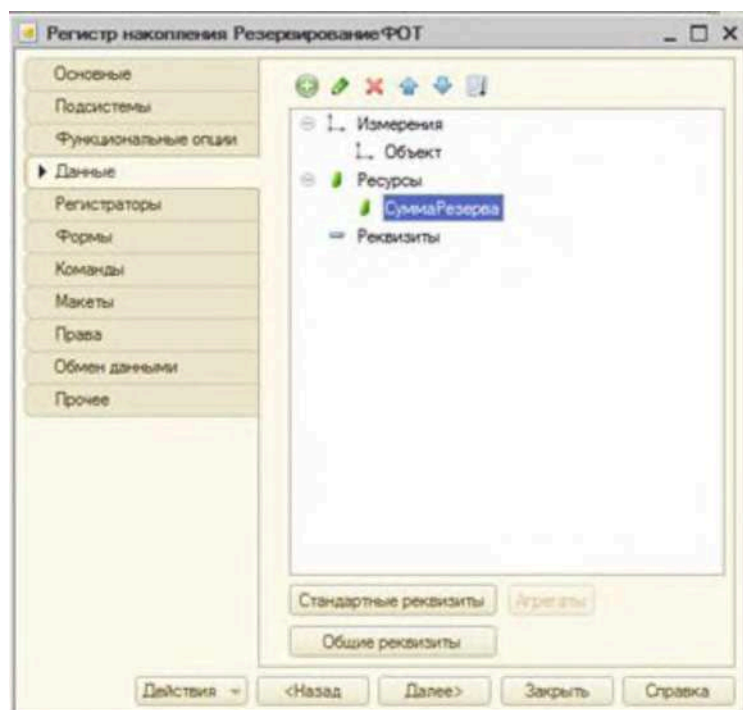 Регистр накопления РезервированиеФОТ
Основные
Подсистемы
Функциональные опции
Данные
Регистраторы
Формы
Команды
Макеты
Права
Обмен данными
Прочее
Измерения
Объект
Ресурсы
СуммаРезерва
Реквизиты
Стандартные реквизиты
Агрегаты
Общие реквизиты
Действия
<Назад
Далее>
Закрыть
Справка